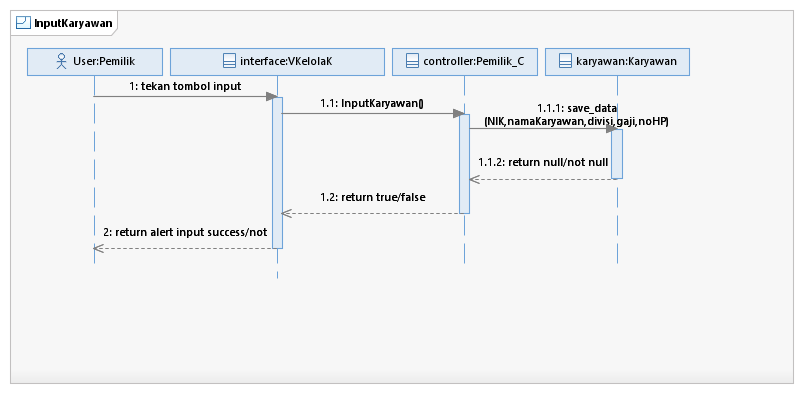 InputKaryawan
User:Pemilik
interface:VKelolaK
controller:Pemilik_C
karyawan:Karyawan
1: tekan tombol input
1.1: InputKaryawan()
1.1.1: save_data
(NIK,namaKaryawan,divisi,gaji,noHP)
1.1.2: return null/not null
1.2: return true/false
2: return alert input success/not